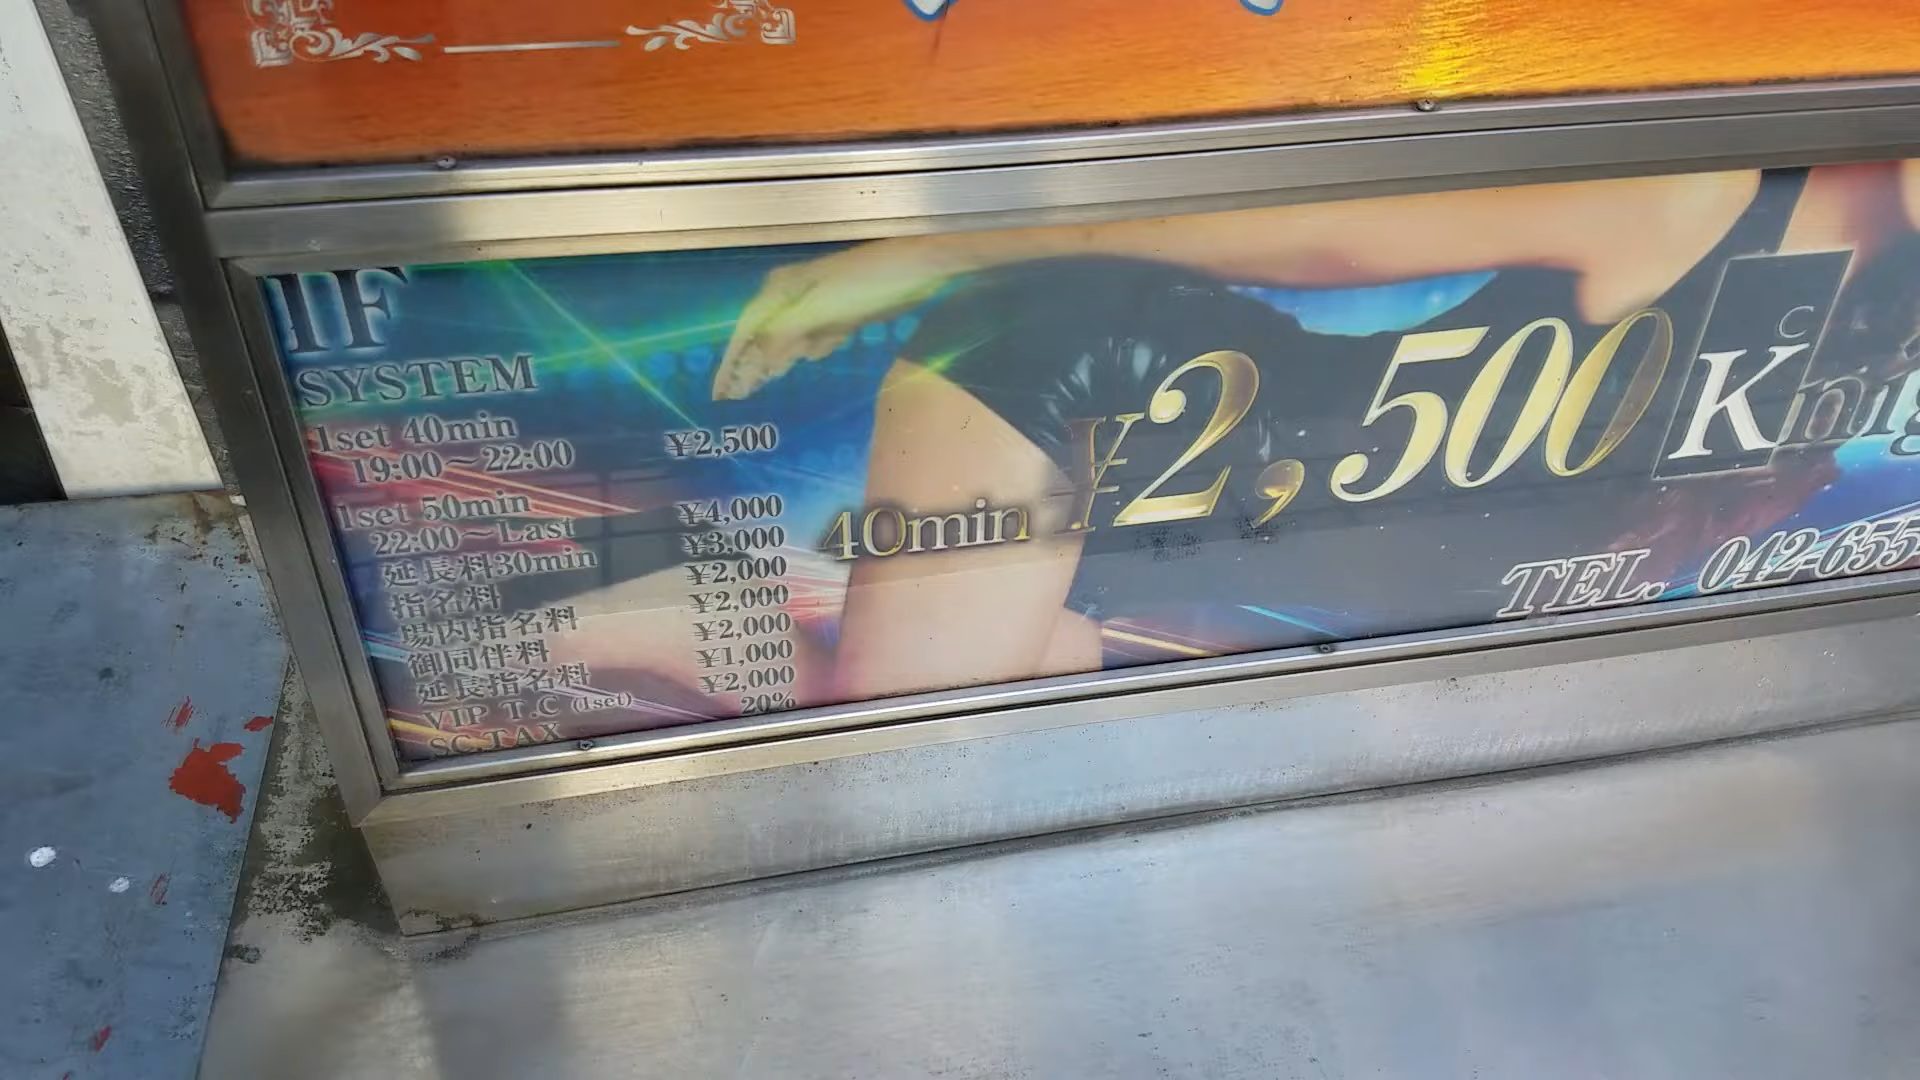 1F
SYSTEM
1set 40min
19:00～22:00 ¥2,500
1set 50min
22:00～Last ¥4,000
延長料30min ¥3,000
指名料 ¥2,000
場内指名料 ¥2,000
御同伴料 ¥2,000
延長指名料 ¥1,000
VIP T.C (1set) ¥2,000
SC.TAX 20%
40min ¥2,500
C
Knig
TEL. 042-655